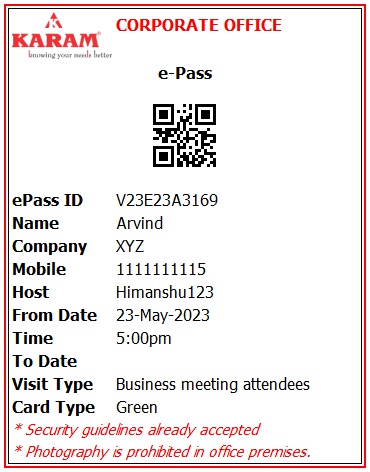 CORPORATE OFFICE
KARAM®
knowing your needs better
e-Pass
ePass ID V23E23A3169
Name Arvind
Company XYZ
Mobile 1111111115
Host Himanshu123
From Date 23-May-2023
Time 5:00pm
To Date
Visit Type Business meeting attendees
Card Type Green
* Security guidelines already accepted
* Photography is prohibited in office premises.